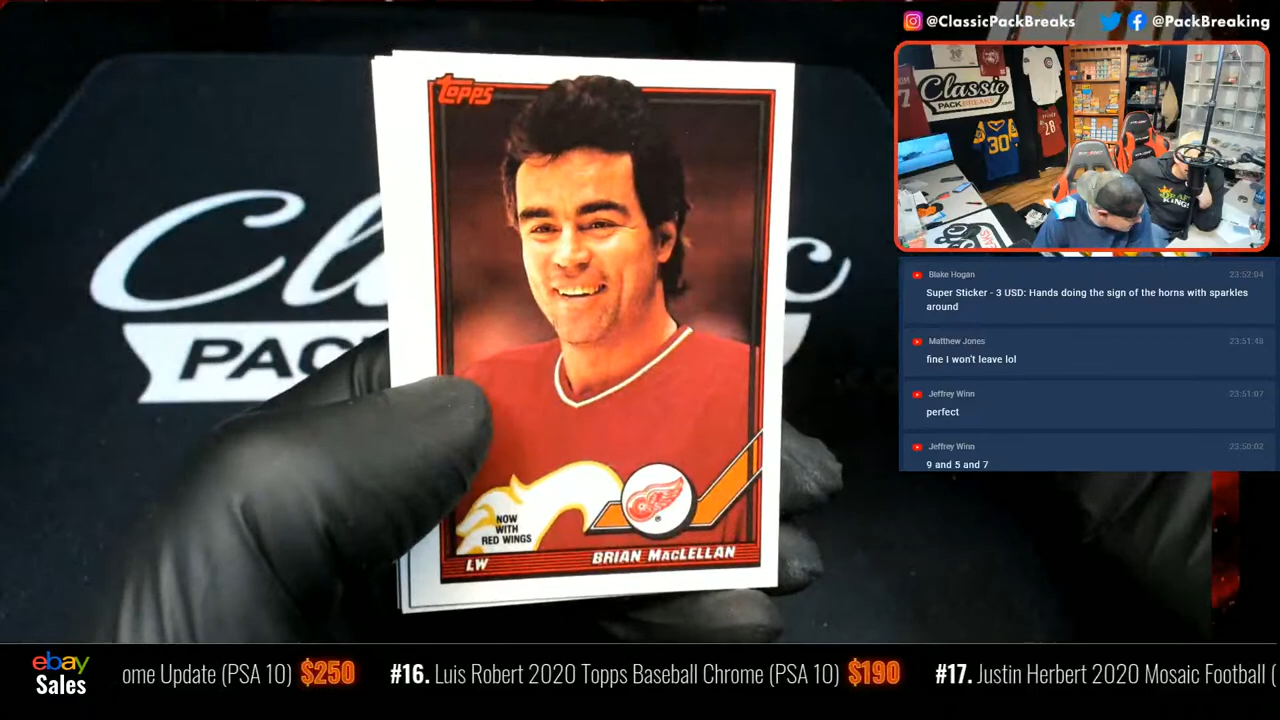 @ClassicPackBreaks
@PackBreaking
Classic
PACKBREAKS
.com
30
28
Topps
NOW
WITH
RED WINGS
LW
BRIAN MACLELLAN
Blake Hogan
23:52:04
Super Sticker - 3 USD: Hands doing the sign of the horns with sparkles
around
Matthew Jones
23:51:48
fine I won't leave lol
Jeffrey Winn
23:51:07
perfect
Jeffrey Winn
23:50:02
9 and 5 and 7
ebay
Sales
ome Update (PSA 10) $250 #16. Luis Robert 2020 Topps Baseball Chrome (PSA 10) $190 #17. Justin Herbert 2020 Mosaic Football (